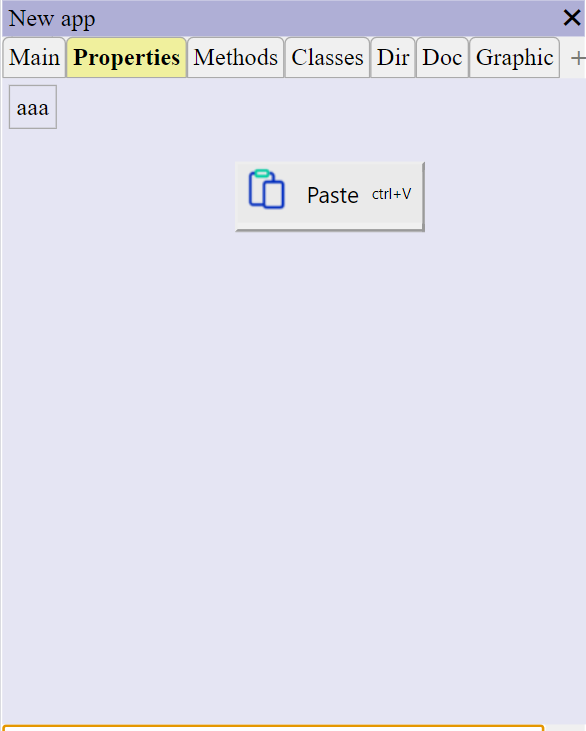 New app
Main Properties Methods Classes Dir Doc Graphic +
aaa
Paste ctrl+V